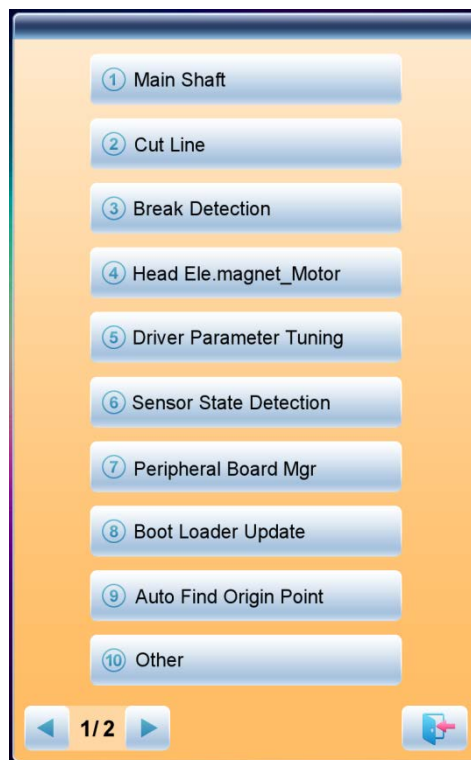 1 Main Shaft
2 Cut Line
3 Break Detection
4 Head Ele.magnet_Motor
5 Driver Parameter Tuning
6 Sensor State Detection
7 Peripheral Board Mgr
8 Boot Loader Update
9 Auto Find Origin Point
10 Other
1/2